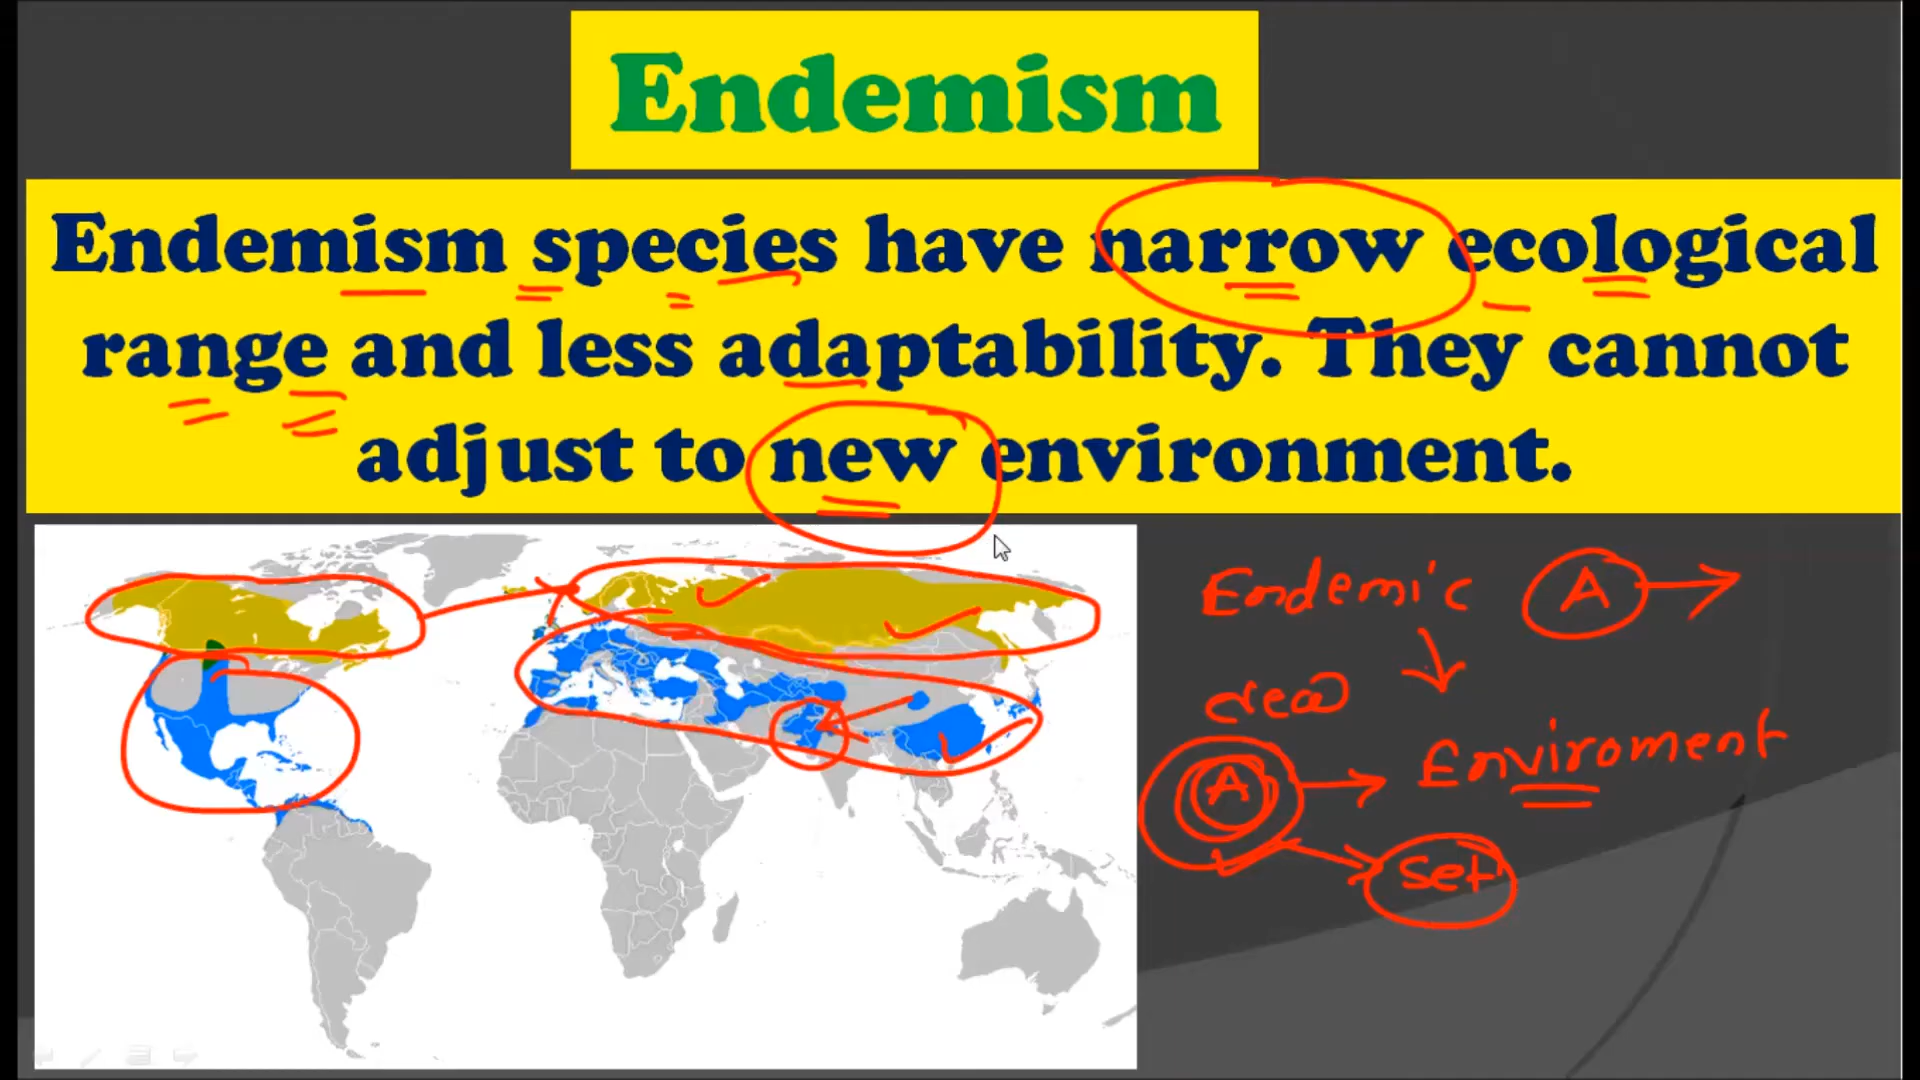 Endemism
Endemism species have narrow ecological
range and less adaptability. They cannot
adjust to new environment.
Endemic A
A Enviroment
Set